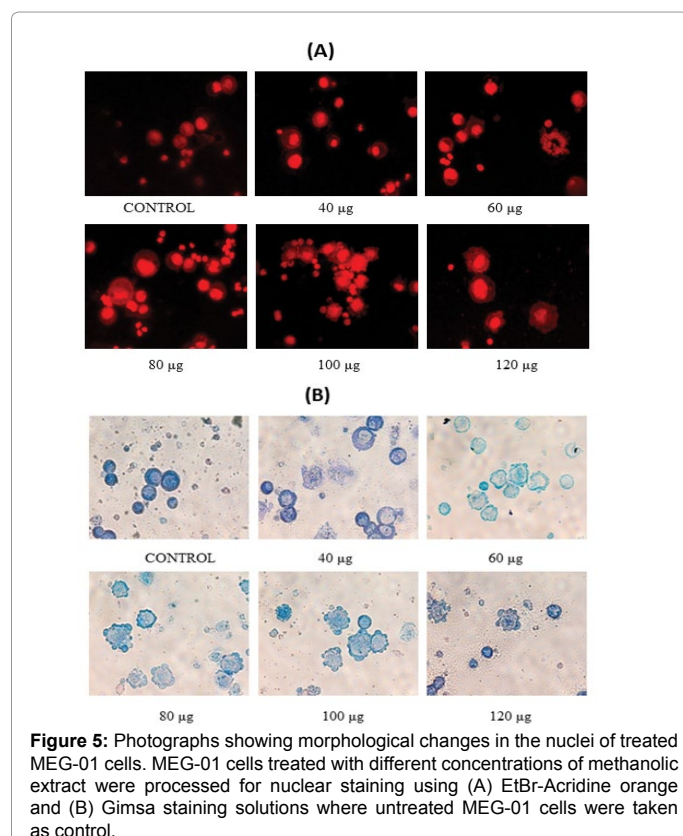 (A)
CONTROL 40 µg 60 µg
80 µg 100 µg 120 µg
(B)
CONTROL 40 µg 60 µg
80 µg 100 µg 120 µg
Figure 5: Photographs showing morphological changes in the nuclei of treated
MEG-01 cells. MEG-01 cells treated with different concentrations of methanolic
extract were processed for nuclear staining using (A) EtBr-Acridine orange
and (B) Gimsa staining solutions where untreated MEG-01 cells were taken
as control.